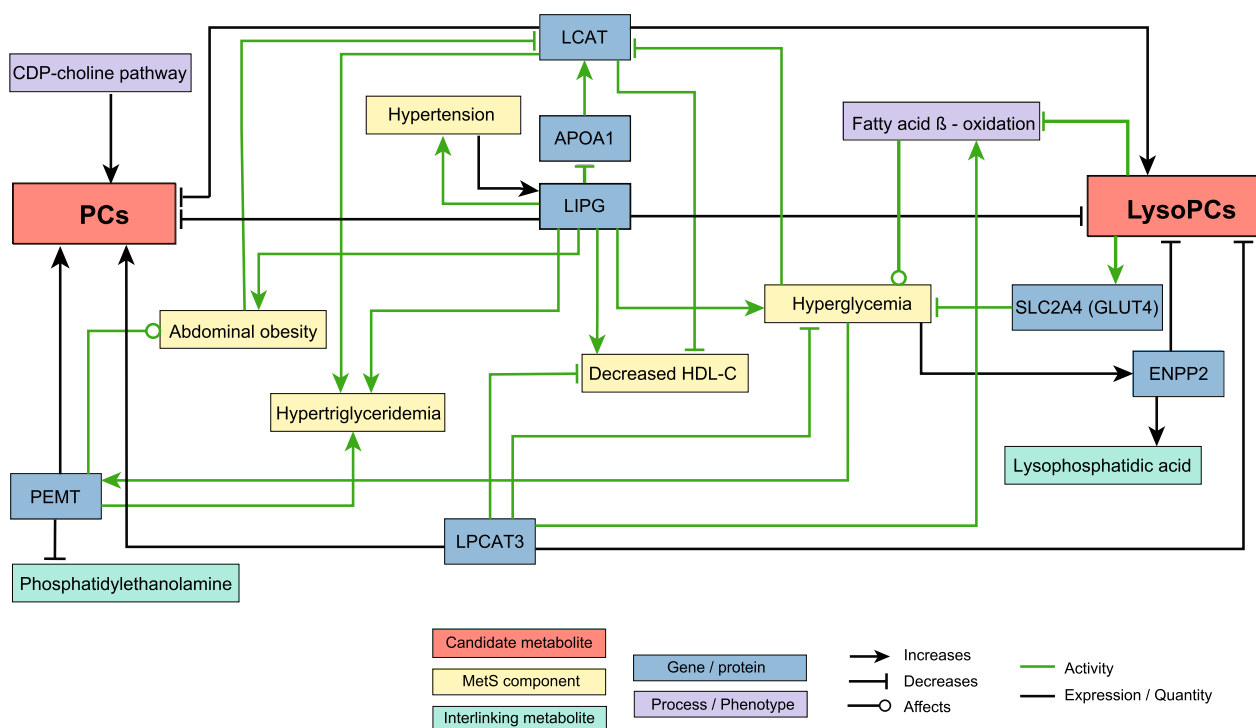 LCAT
CDP-choline pathway
Hypertension
APOA1
Fatty acid ß - oxidation
PCs
LIPG
LysoPCs
Hyperglycemia
SLC2A4 (GLUT4)
Abdominal obesity
Decreased HDL-C
ENPP2
Hypertriglyceridemia
Lysophosphatidic acid
PEMT
LPCAT3
Phosphatidylethanolamine
Candidate metabolite
MetS component
Interlinking metabolite
Gene / protein
Process / Phenotype
Increases
Decreases
Affects
Activity
Expression / Quantity